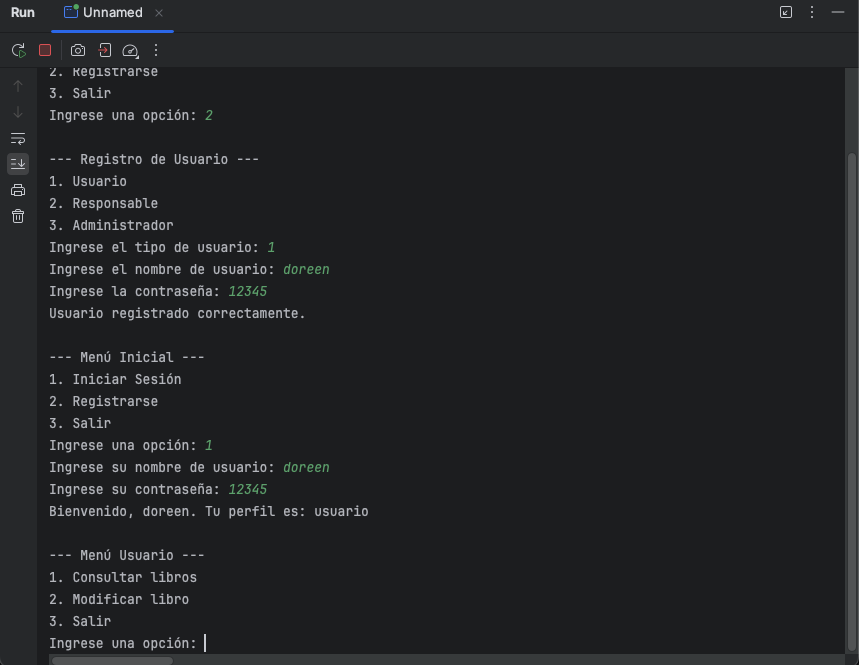 Run
Unnamed
2. Registrarse
3. Salir
Ingrese una opción: 2
--- Registro de Usuario ---
1. Usuario
2. Responsable
3. Administrador
Ingrese el tipo de usuario: 1
Ingrese el nombre de usuario: doreen
Ingrese la contraseña: 12345
Usuario registrado correctamente.
--- Menú Inicial ---
1. Iniciar Sesión
2. Registrarse
3. Salir
Ingrese una opción: 1
Ingrese su nombre de usuario: doreen
Ingrese su contraseña: 12345
Bienvenido, doreen. Tu perfil es: usuario
--- Menú Usuario ---
1. Consultar libros
2. Modificar libro
3. Salir
Ingrese una opción: